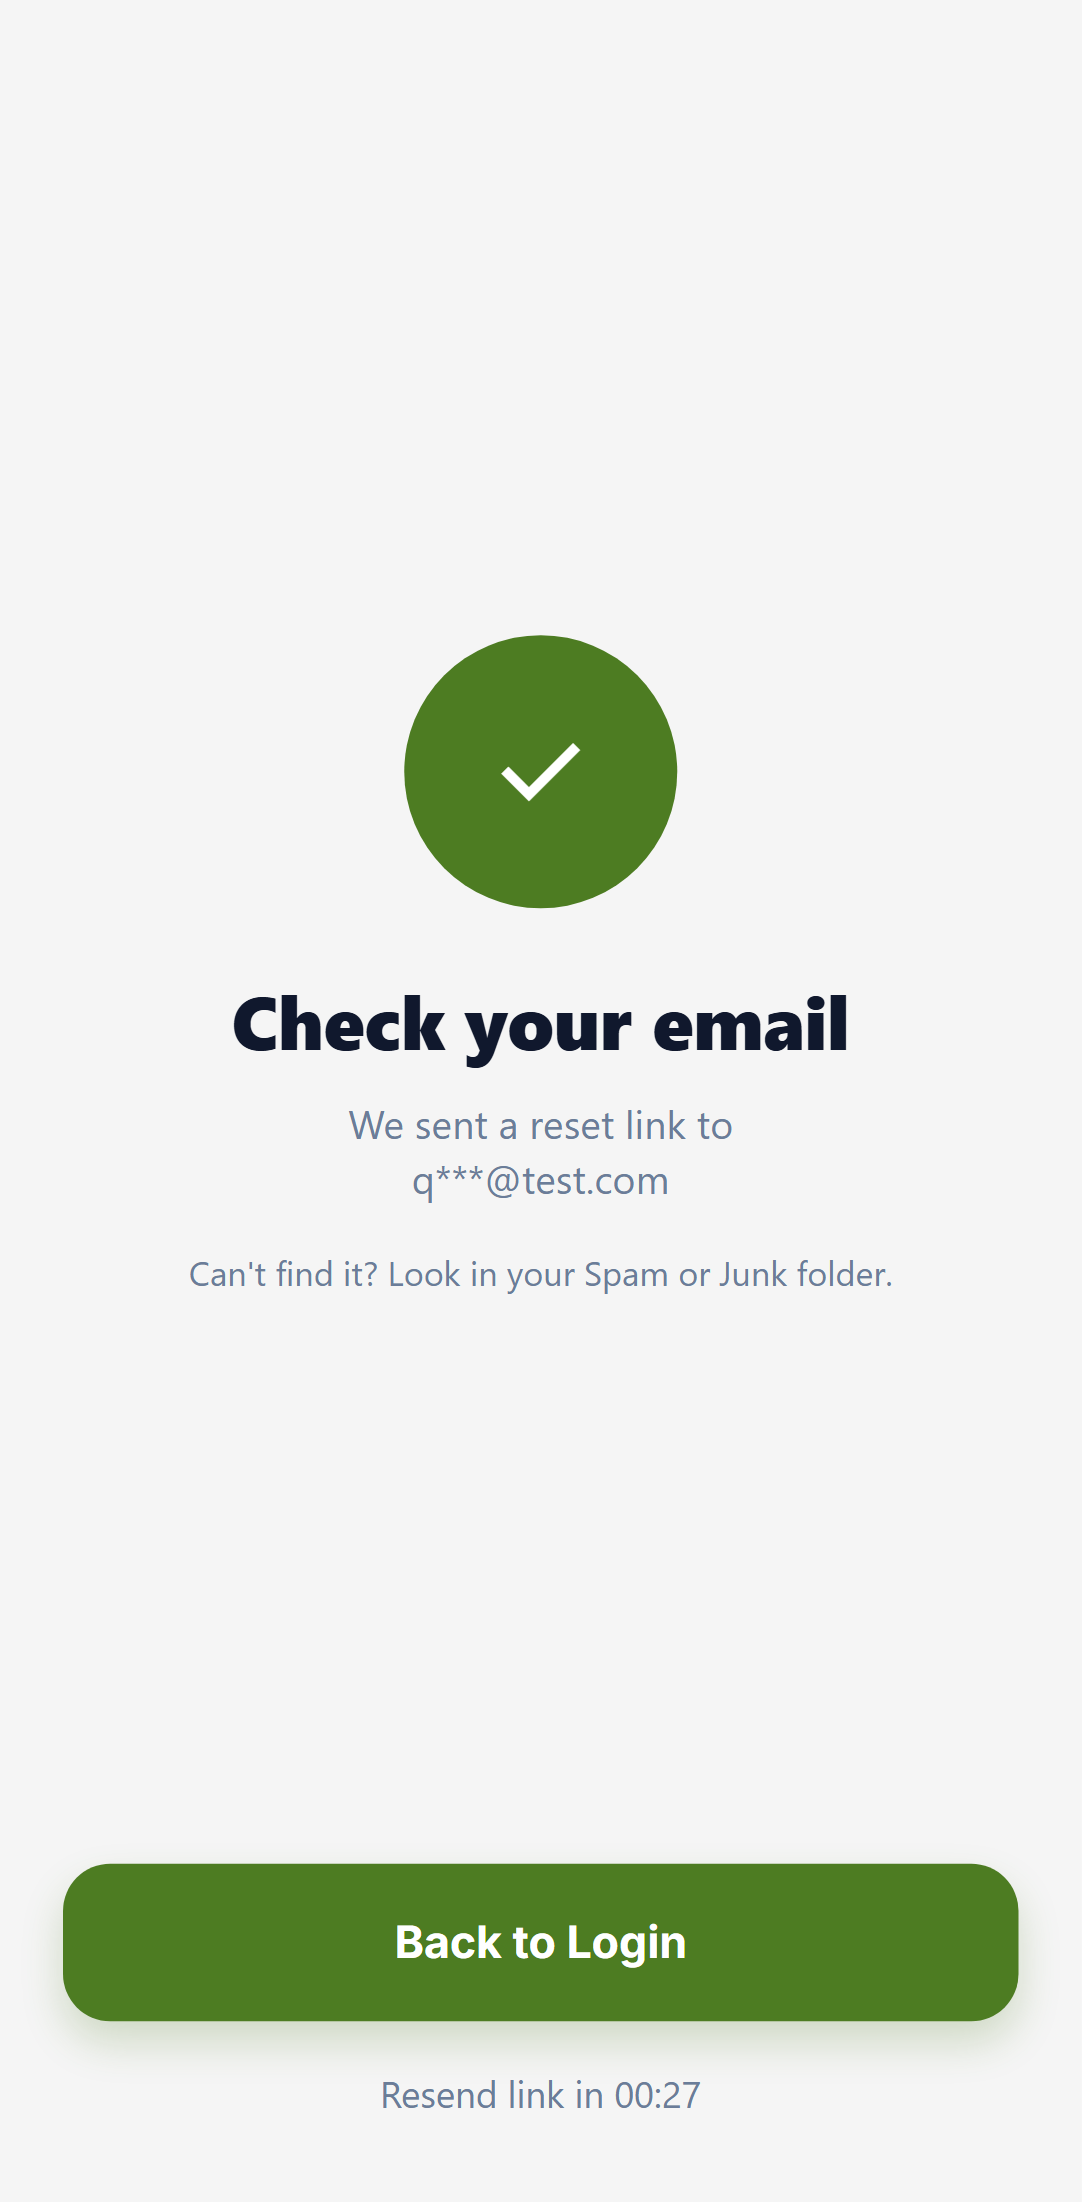 Check your email
We sent a reset link to
q***@test.com
Can't find it? Look in your Spam or Junk folder.
Back to Login
Resend link in 00:27